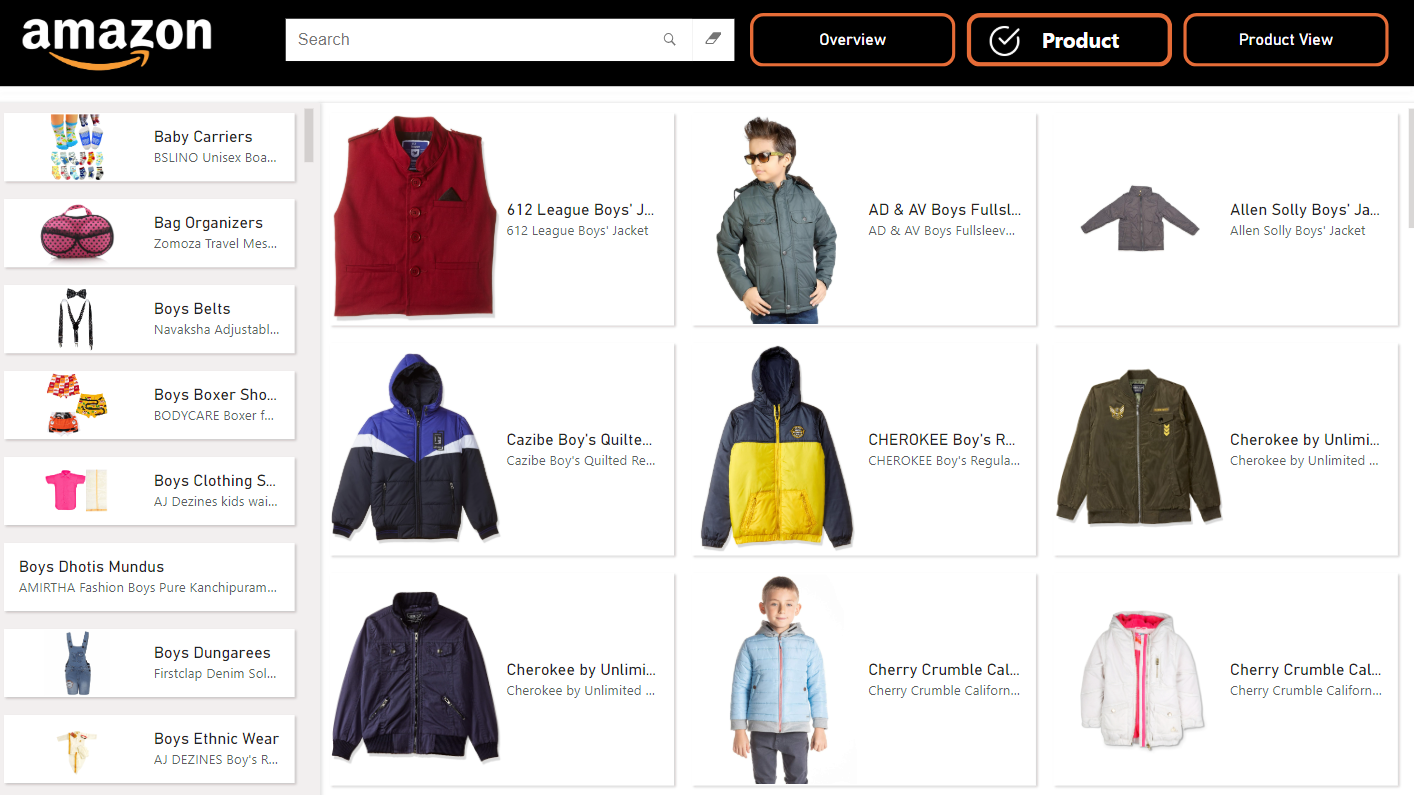 amazon
Search
Overview
Product
Product View
Baby Carriers
BSLINO Unisex Boa...
Bag Organizers
Zomoza Travel Mes...
Boys Belts
Navaksha Adjustabl...
Boys Boxer Sho...
BODYCARE Boxer f...
Boys Clothing S...
AJ Dezines kids wai...
Boys Dhotis Mundus
AMIRTHA Fashion Boys Pure Kanchipuram...
Boys Dungarees
Firstclap Denim Sol...
Boys Ethnic Wear
AJ DEZINES Boy's R...
612 League Boys' J...
612 League Boys' Jacket
AD & AV Boys Fullsl...
AD & AV Boys Fullsleev...
Allen Solly Boys' Ja...
Allen Solly Boys' Jacket
Cazibe Boy's Quilte...
Cazibe Boy's Quilted Re...
CHEROKEE Boy's R...
CHEROKEE Boy's Regula...
Cherokee by Unlimi...
Cherokee by Unlimited ...
Cherokee by Unlimi...
Cherokee by Unlimited ...
Cherry Crumble Cal...
Cherry Crumble Californ...
Cherry Crumble Cal...
Cherry Crumble Californ...